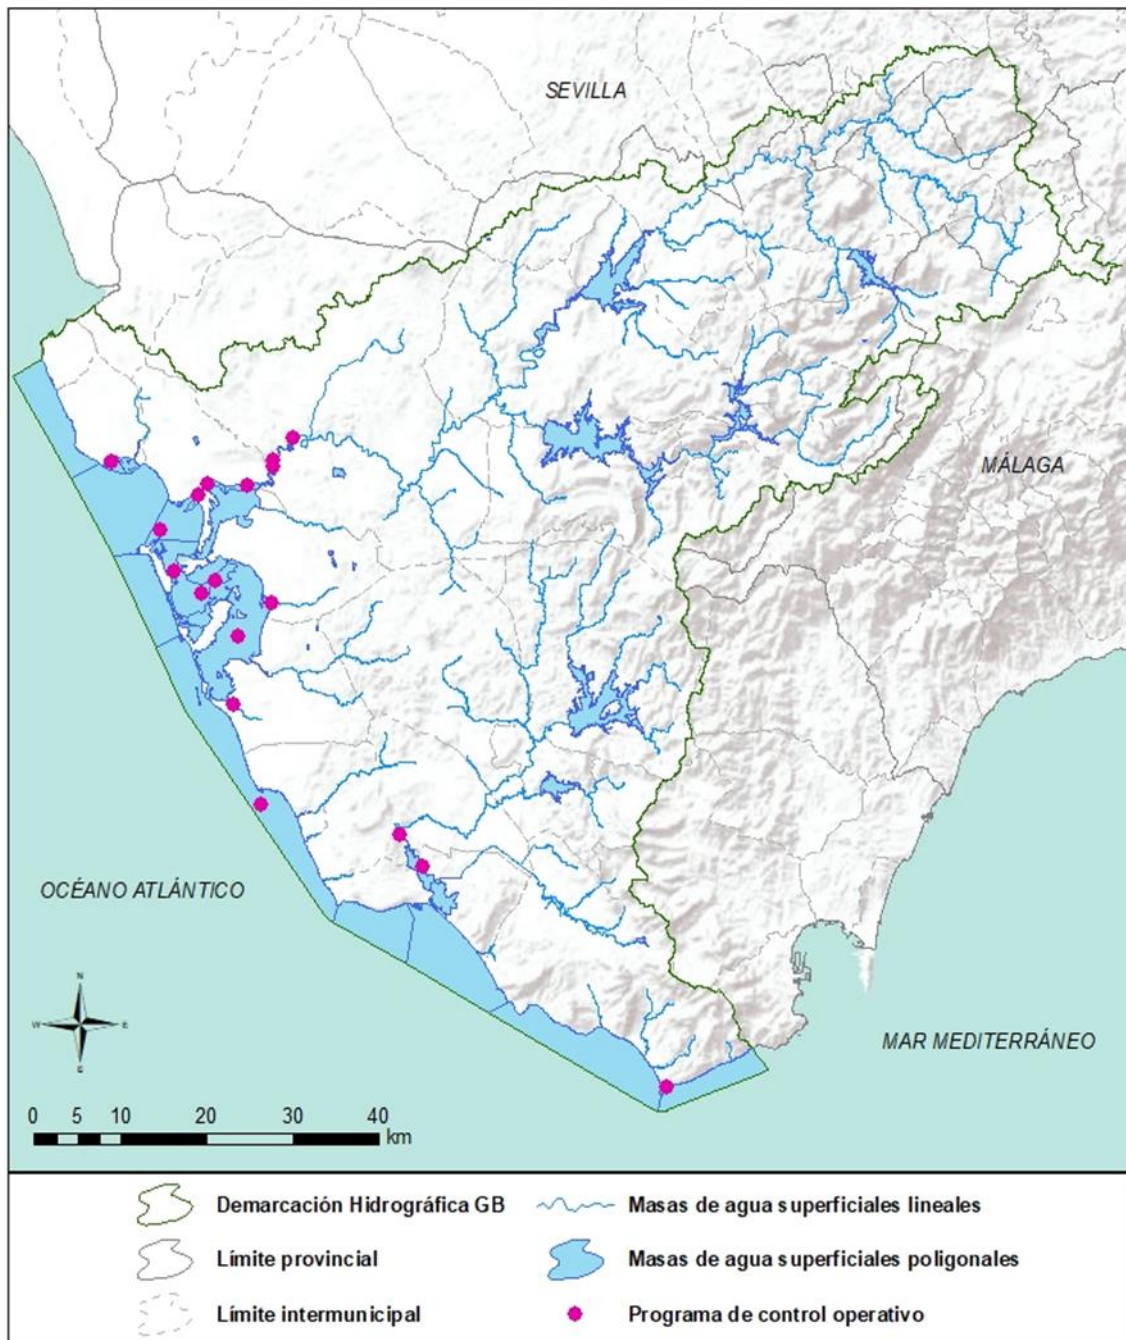 SEVILLA
MÁLAGA
OCÉANO ATLÁNTICO
N
W
E
S
MAR MEDITERRÁNEO
0 5 10 20 30 40
km
Demarcación Hidrográfica GB
Masas de agua superficiales lineales
Límite provincial
Masas de agua superficiales poligonales
Límite intermunicipal
Programa de control operativo